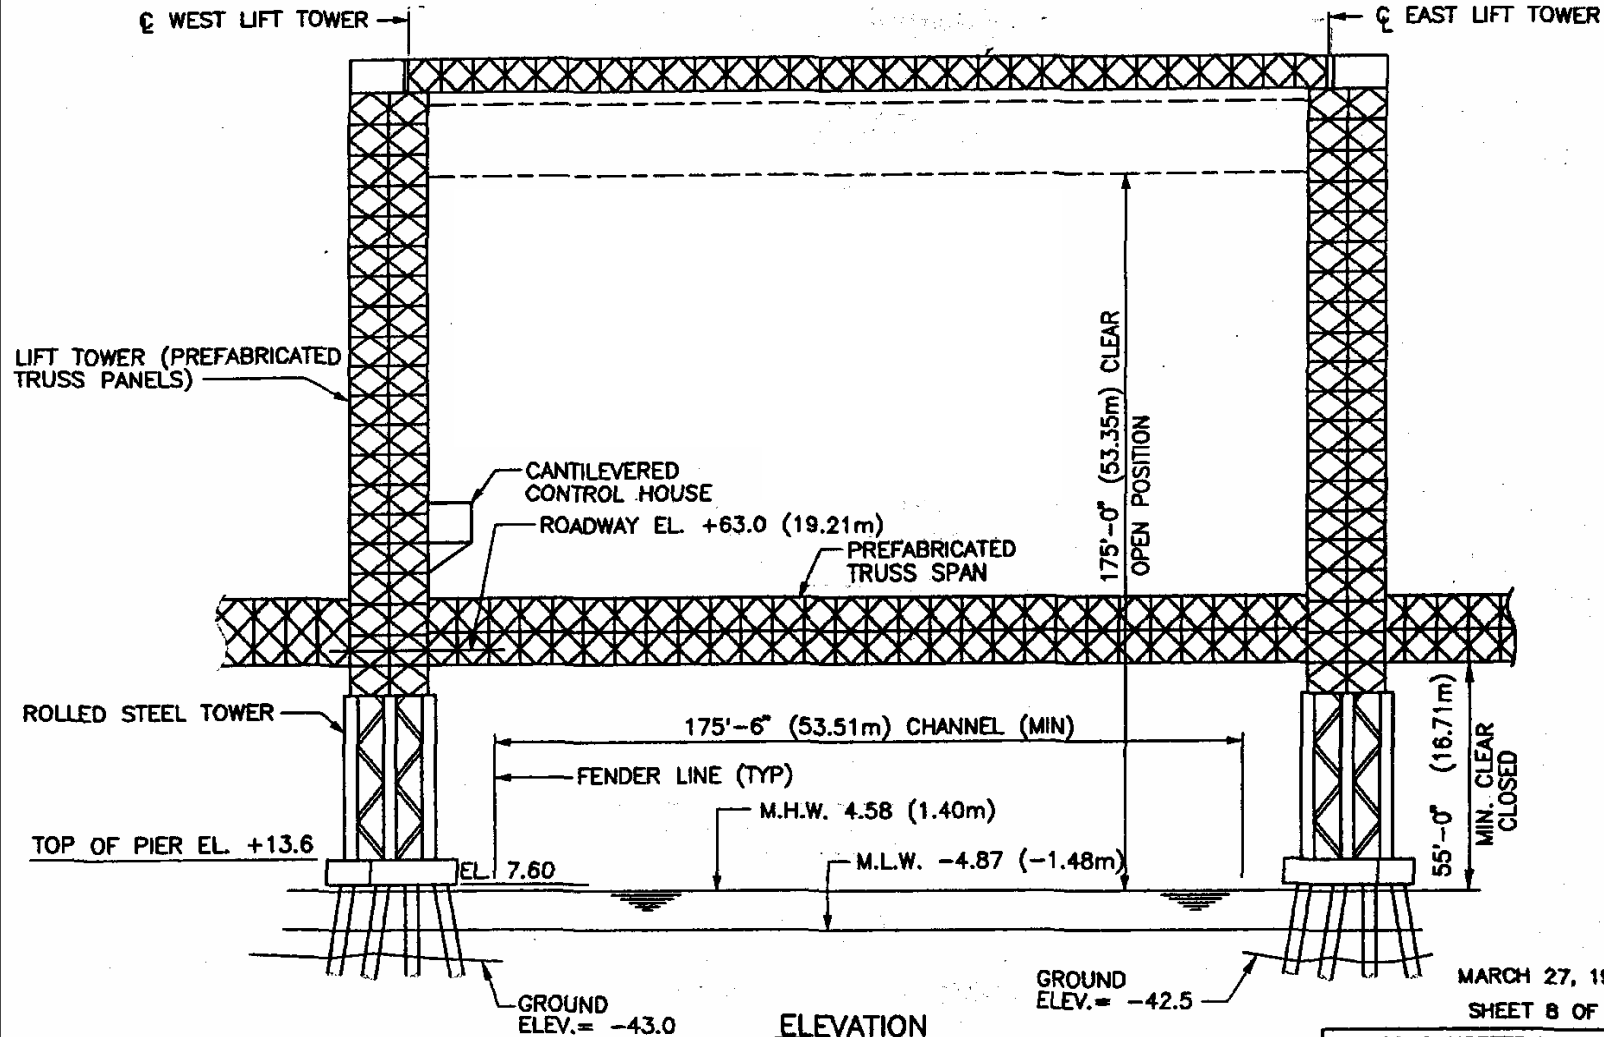 ℄ WEST LIFT TOWER
℄ EAST LIFT TOWER
LIFT TOWER (PREFABRICATED
TRUSS PANELS)
175'-0" (53.35m) CLEAR
OPEN POSITION
CANTILEVERED
CONTROL HOUSE
ROADWAY EL. +63.0 (19.21m)
PREFABRICATED
TRUSS SPAN
ROLLED STEEL TOWER
175'-6" (53.51m) CHANNEL (MIN)
FENDER LINE (TYP)
55'-0" (16.71m)
MIN. CLEAR
CLOSED
M.H.W. 4.58 (1.40m)
TOP OF PIER EL. +13.6
M.L.W. -4.87 (-1.48m)
EL. 7.60
GROUND
ELEV.= -42.5
GROUND
ELEV.= -43.0
ELEVATION
MARCH 27, 19
SHEET 8 OF